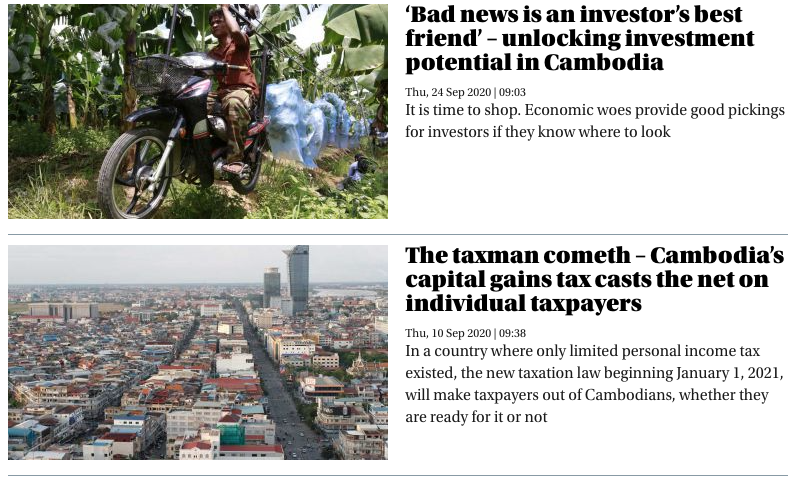 ‘Bad news is an investor’s best
friend’ – unlocking investment
potential in Cambodia
Thu, 24 Sep 2020 | 09:03
It is time to shop. Economic woes provide good pickings
for investors if they know where to look
The taxman cometh – Cambodia’s
capital gains tax casts the net on
individual taxpayers
Thu, 10 Sep 2020 | 09:38
In a country where only limited personal income tax
existed, the new taxation law beginning January 1, 2021,
will make taxpayers out of Cambodians, whether they
are ready for it or not